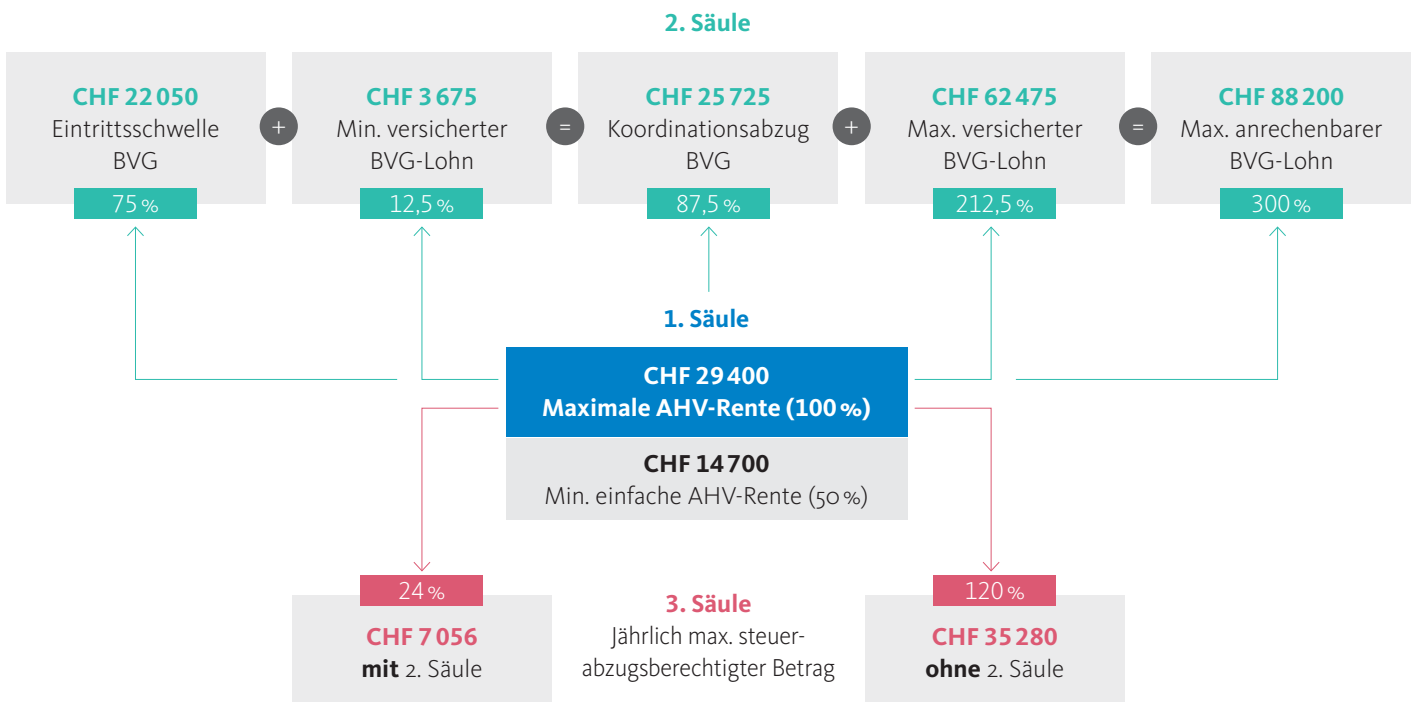 2. Säule
CHF 22 050
Eintrittsschwelle
BVG
75 %
+
CHF 3 675
Min. versicherter
BVG-Lohn
12,5 %
=
CHF 25 725
Koordinationsabzug
BVG
87,5 %
+
CHF 62 475
Max. versicherter
BVG-Lohn
212,5 %
=
CHF 88 200
Max. anrechenbarer
BVG-Lohn
300 %
1. Säule
CHF 29 400
Maximale AHV-Rente (100 %)
CHF 14 700
Min. einfache AHV-Rente (50 %)
24 %
CHF 7 056
mit 2. Säule
3. Säule
Jährlich max. steuer-
abzugsberechtigter Betrag
120 %
CHF 35 280
ohne 2. Säule